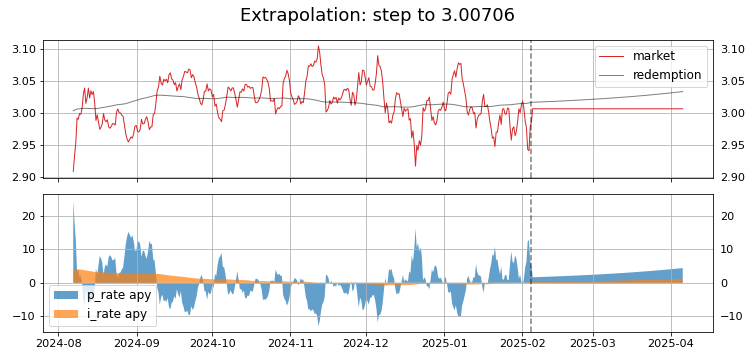 Extrapolation: step to 3.00706
3.10 3.10
market
redemption
3.05 3.05
3.00 3.00
2.95 2.95
2.90 2.90
20 20
10 10
0 0
p_rate apy
i_rate apy
−10 −10
2024-08 2024-09 2024-10 2024-11 2024-12 2025-01 2025-02 2025-03 2025-04